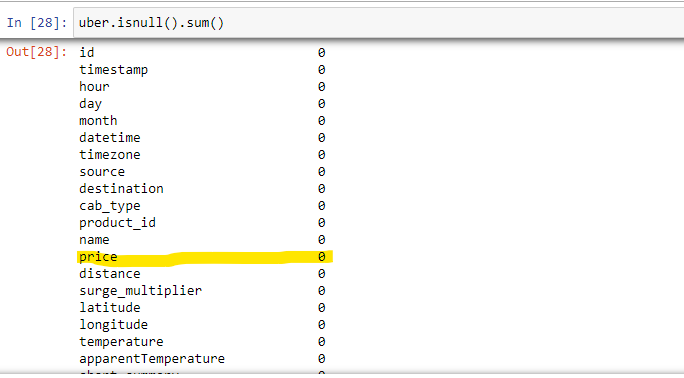 In [28]: uber.isnull().sum()
Out[28]: id 0
timestamp 0
hour 0
day 0
month 0
datetime 0
timezone 0
source 0
destination 0
cab_type 0
product_id 0
name 0
price 0
distance 0
surge_multiplier 0
latitude 0
longitude 0
temperature 0
apparentTemperature 0